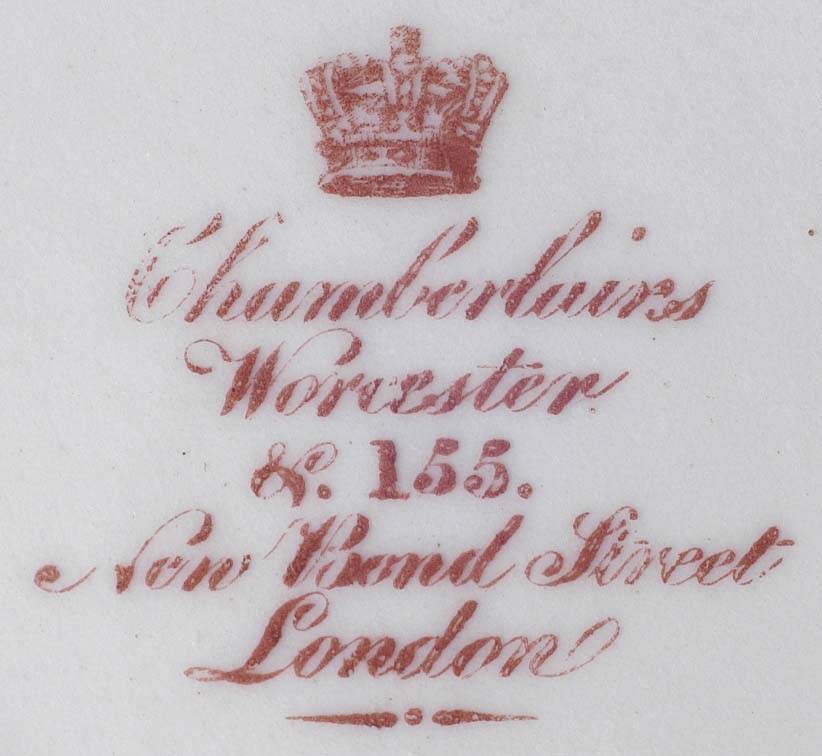 Chamberlains
Worcester
&. 155.
New Bond Street
London